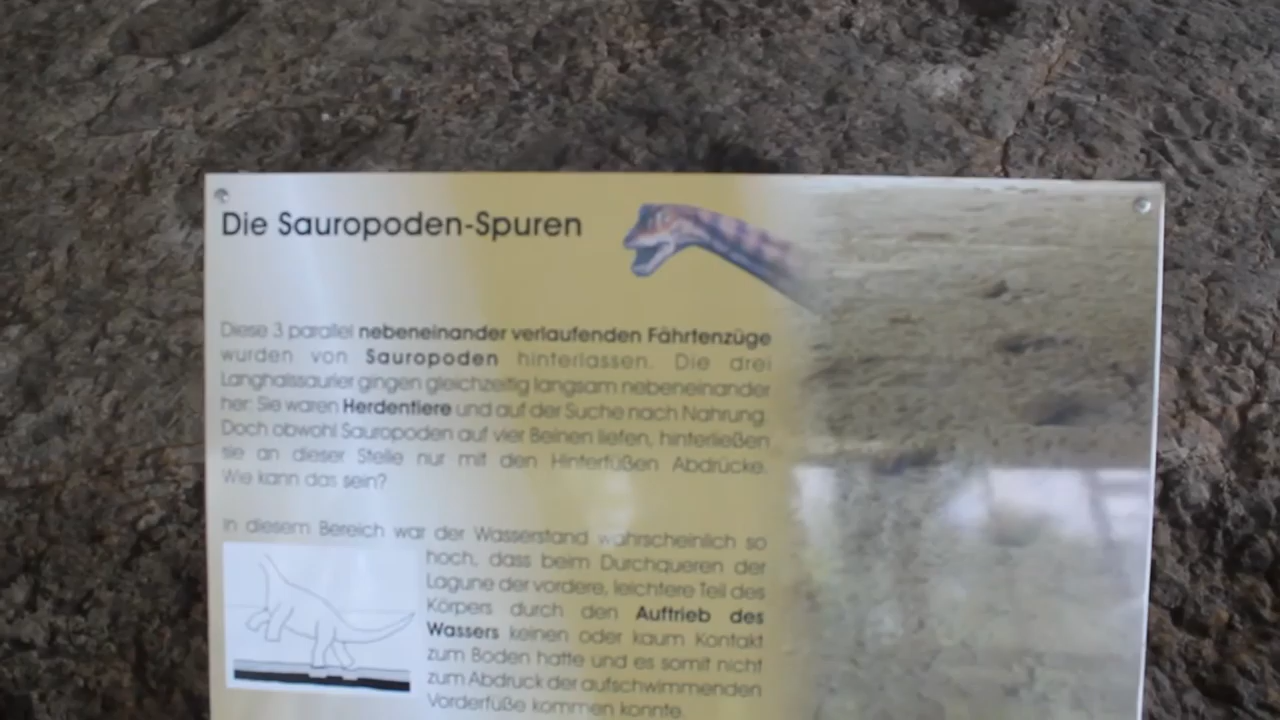 Die Sauropoden-Spuren
Diese 3 parallel nebeneinander verlaufenden Fährtenzüge
wurden von Sauropoden hinterlassen. Die drei
Langhalssaurier gingen gleichzeitig langsam nebeneinander
her: Sie waren Herdentiere und auf der Suche nach Nahrung.
Doch obwohl Sauropoden auf vier Beinen liefen, hinterließen
sie an dieser Stelle nur mit den Hinterfüßen Abdrücke.
Wie kann das sein?
In diesem Bereich war der Wasserstand wahrscheinlich so
hoch, dass beim Durchqueren der
Lagune der vordere, leichtere Teil des
Körpers durch den Auftrieb des
Wassers keinen oder kaum Kontakt
zum Boden hatte und es somit nicht
zum Abdruck der aufschwimmenden
Vorderfüße kommen konnte.